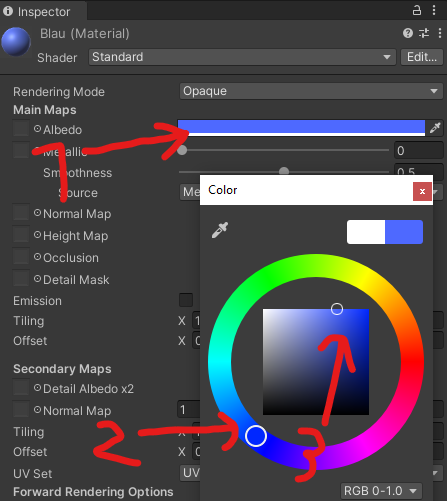 Inspector
Blau (Material)
Shader Standard Edit...
Rendering Mode Opaque
Main Maps
Albedo
1
Metallic 0
Smoothness 0.5
Source Me
Color x
Normal Map
Height Map
Occlusion
Detail Mask
Emission
Tiling X 1
Offset X 0
Secondary Maps
Detail Albedo x2
Normal Map 1
Tiling X
2 3
Offset X 0
UV Set UV
RGB 0-1.0
Forward Rendering Options